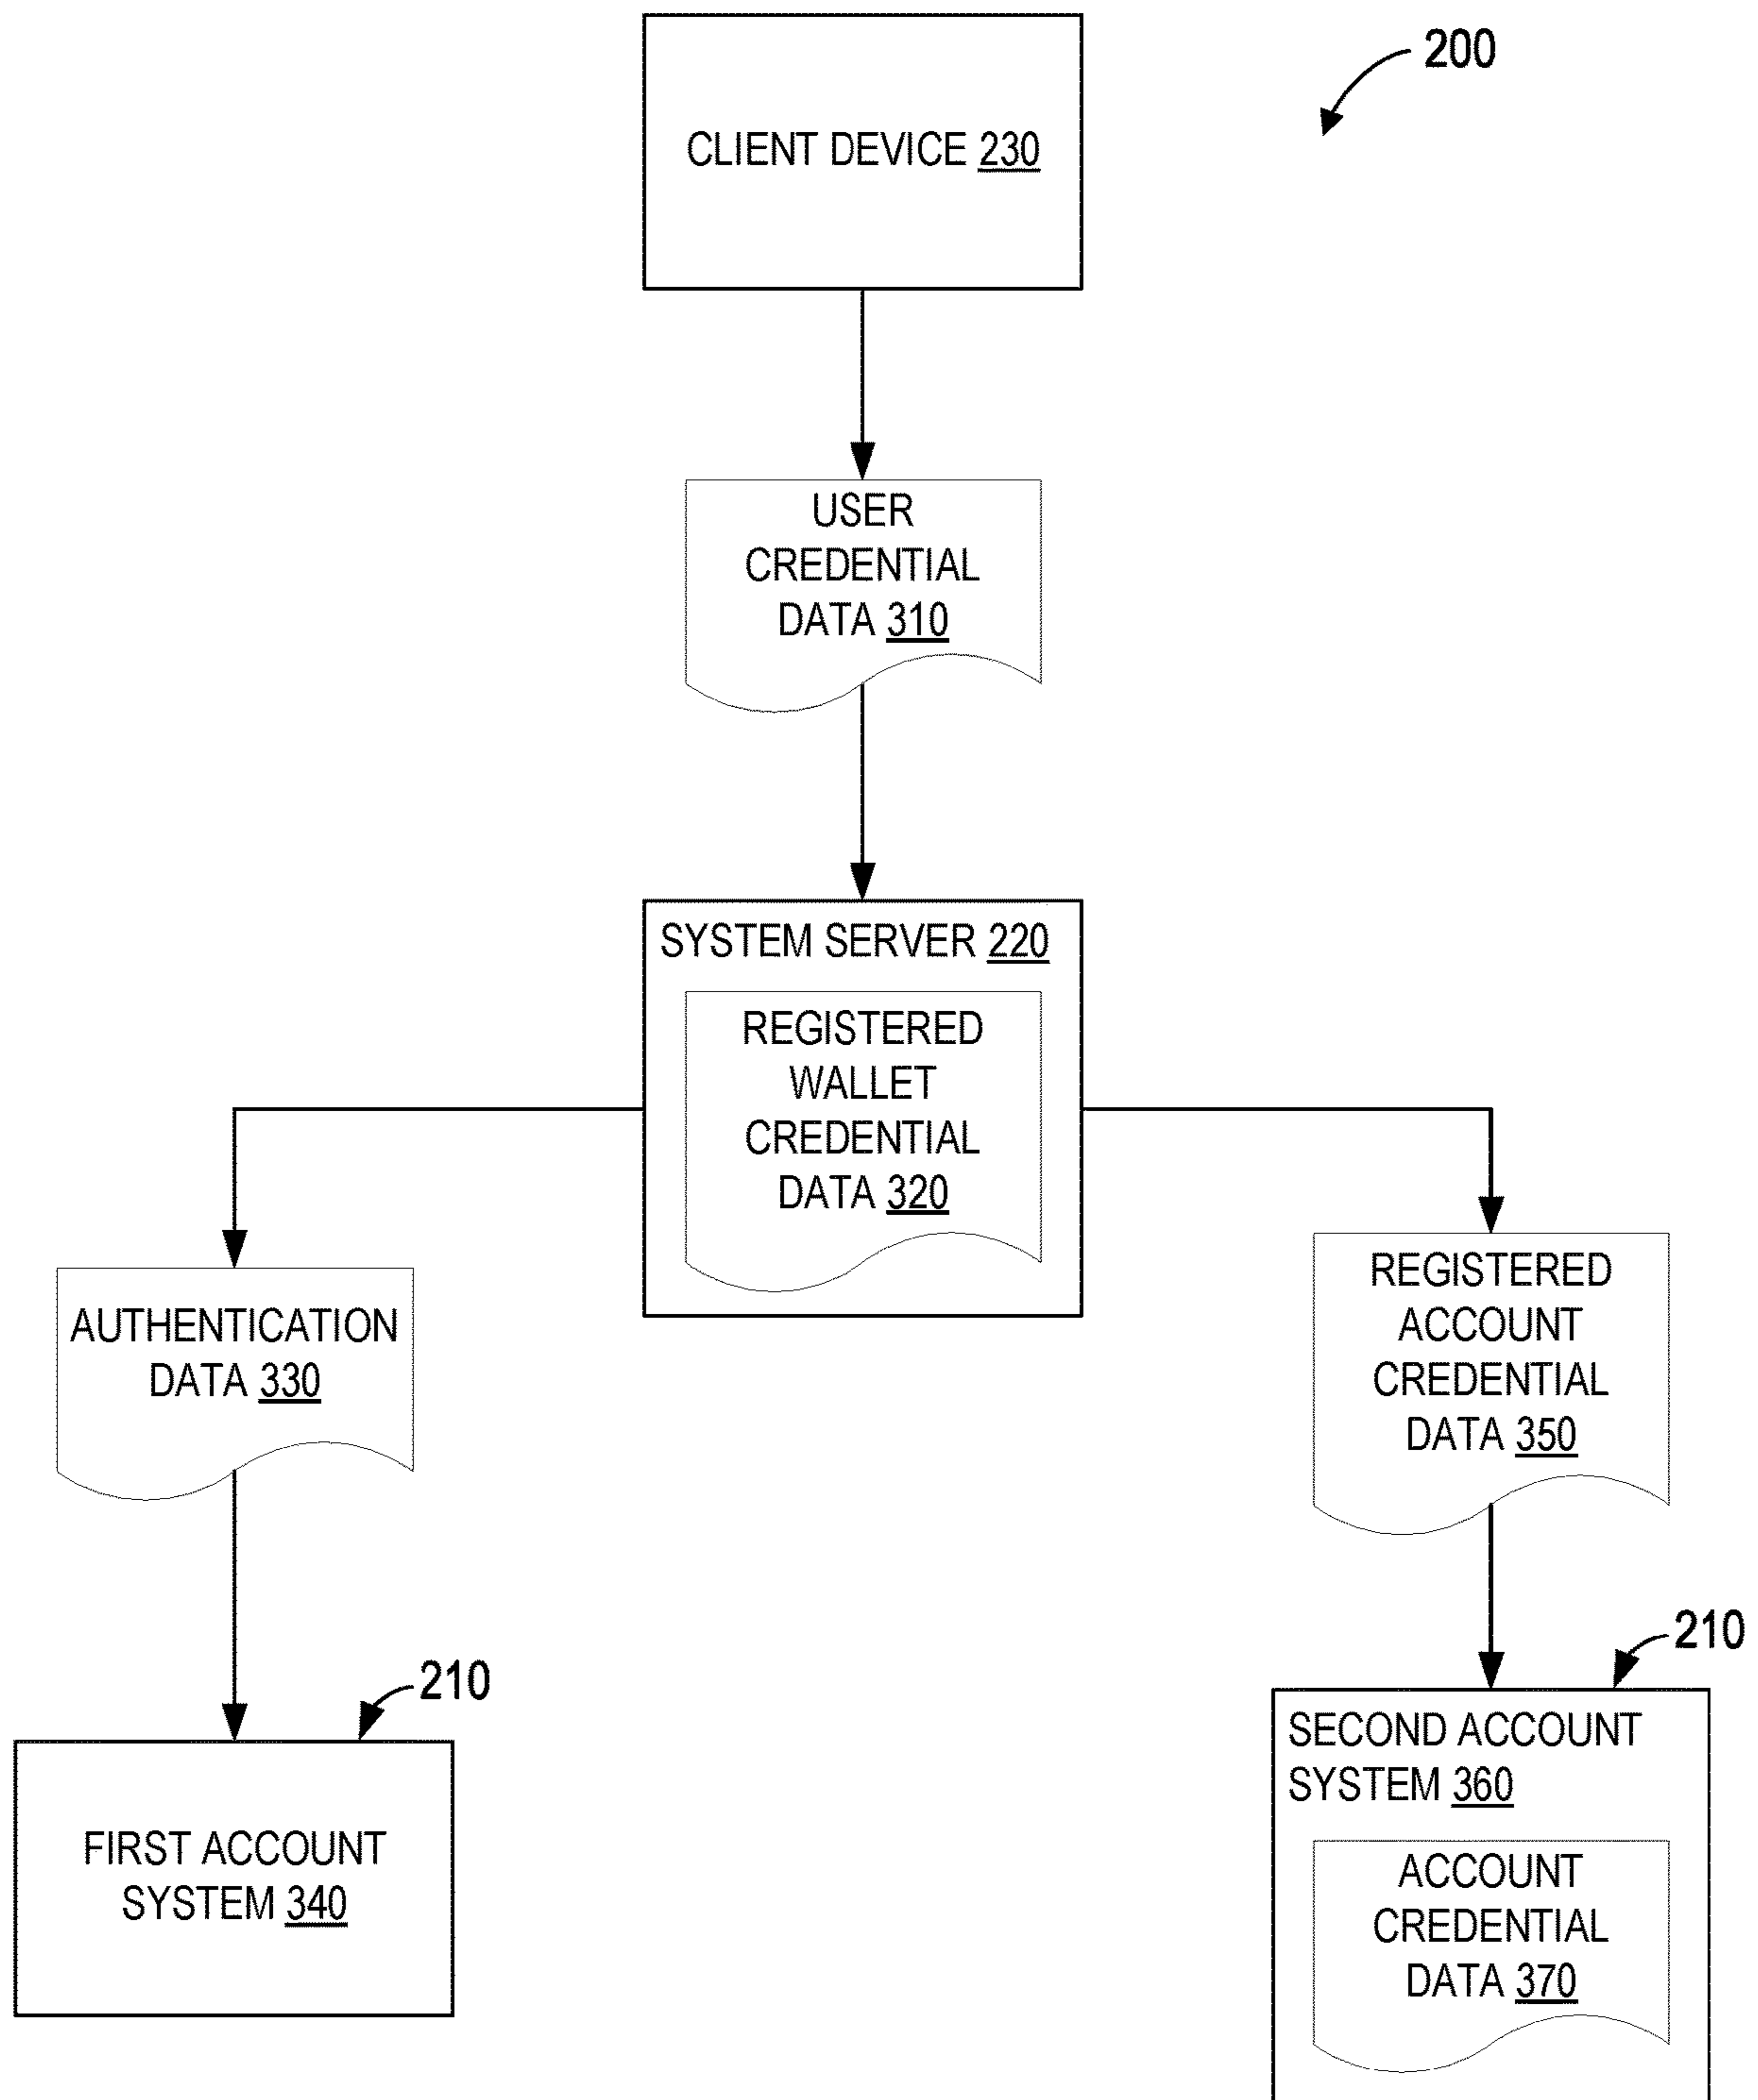 200
CLIENT DEVICE 230
USER
CREDENTIAL
DATA 310
SYSTEM SERVER 220
REGISTERED
WALLET
CREDENTIAL
DATA 320
AUTHENTICATION
DATA 330
REGISTERED
ACCOUNT
CREDENTIAL
DATA 350
210
FIRST ACCOUNT
SYSTEM 340
210
SECOND ACCOUNT
SYSTEM 360
ACCOUNT
CREDENTIAL
DATA 370